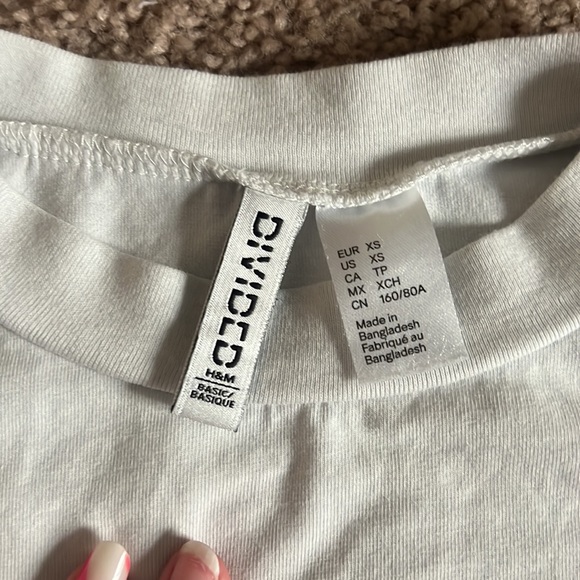 DIVIDED
H&M
BASIC/
BASIQUE
EUR XS
US XS
CA TP
MX XCH
CN 160/80A
Made in
Bangladesh
Fabriqué au
Bangladesh